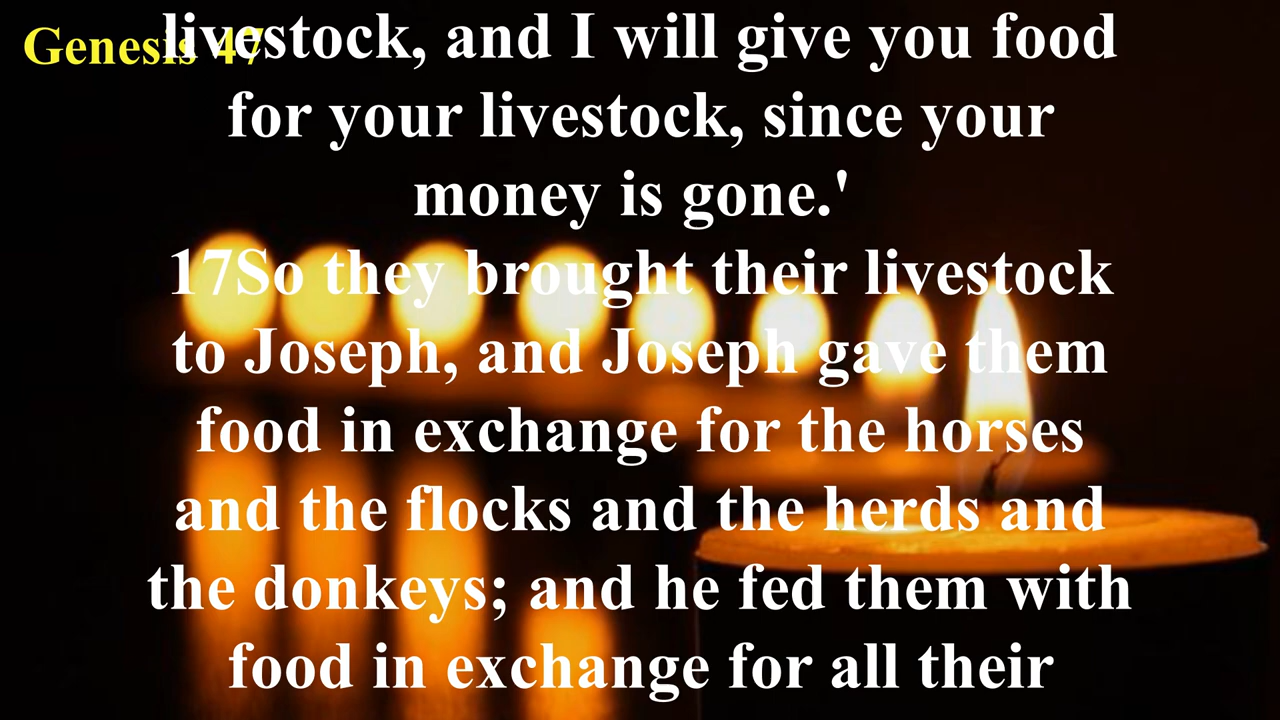 Genesis 47
livestock, and I will give you food
for your livestock, since your
money is gone.'
17So they brought their livestock
to Joseph, and Joseph gave them
food in exchange for the horses
and the flocks and the herds and
the donkeys; and he fed them with
food in exchange for all their